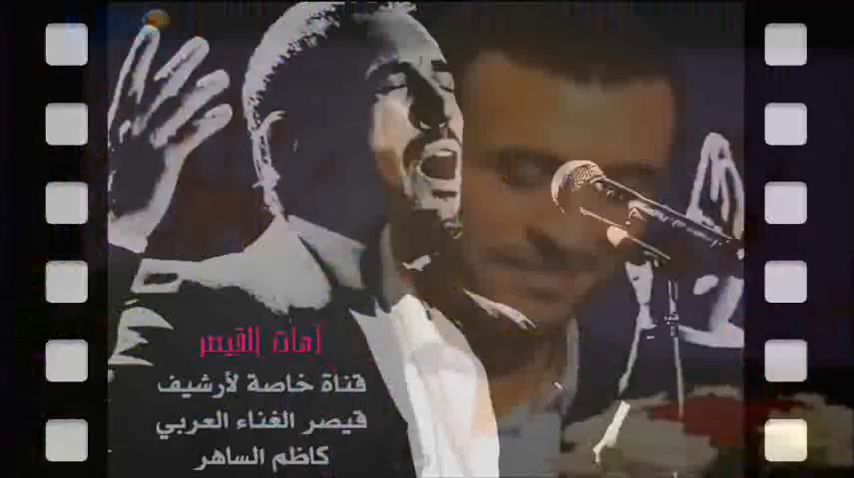 آهات القيصر
قناة خاصة لأرشيف
قيصر الغناء العربي
كاظم الساهر